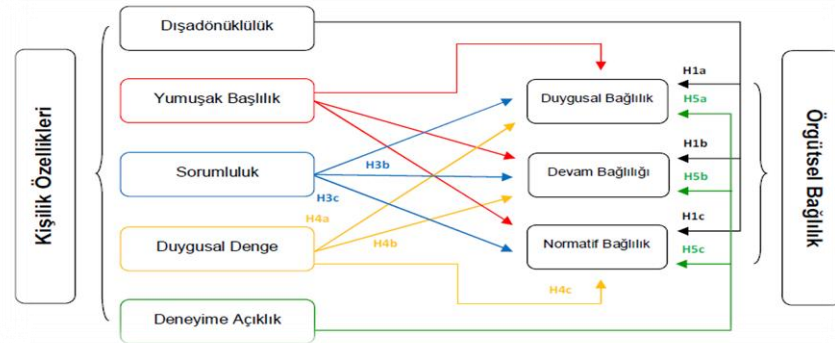 Kişilik Özellikleri
Dışadönüklülük
Yumuşak Başlılık
Sorumluluk
Duygusal Denge
Deneyime Açıklık
H3b
H3c
H4a
H4b
H4c
Duygusal Bağlılık
Devam Bağlılığı
Normatif Bağlılık
H1a
H5a
H1b
H5b
H1c
H5c
Örgütsel Bağlılık